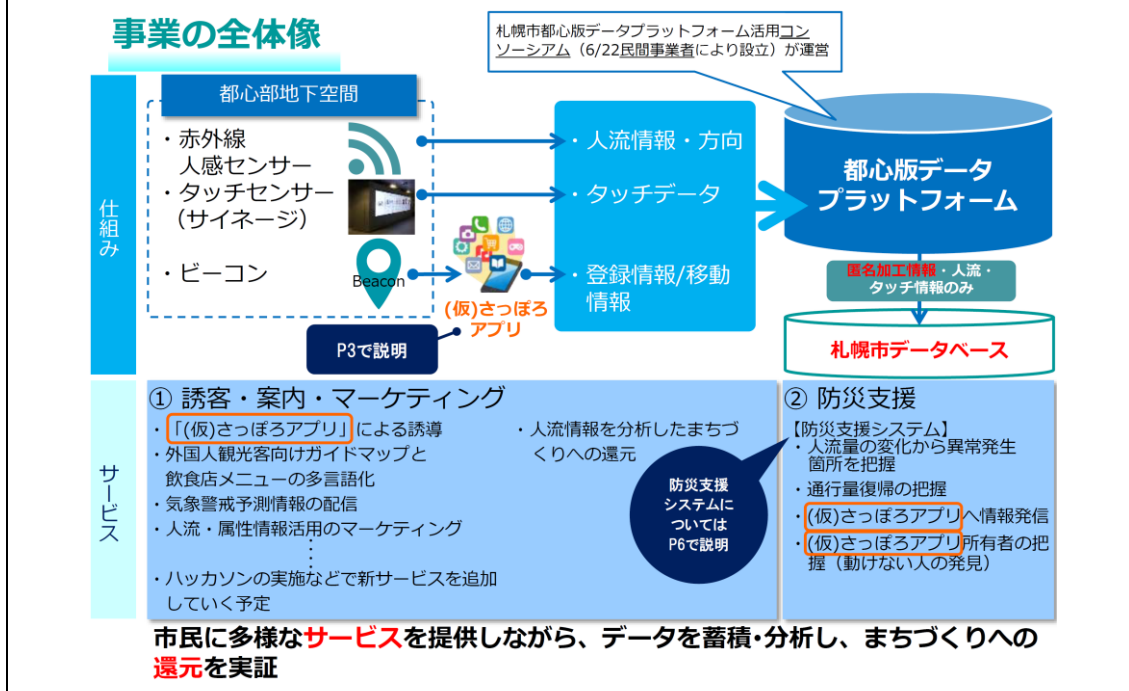 事業の全体像
札幌市都心版データプラットフォーム活用コン
ソーシアム（6/22民間事業者により設立）が運営
仕組み
都心部地下空間
・赤外線
人感センサー
・タッチセンサー
（サイネージ）
・ビーコン
Beacon
(仮)さっぽろ
アプリ
P3で説明
・人流情報・方向
・タッチデータ
・登録情報/移動
情報
都心版データ
プラットフォーム
匿名加工情報・人流・
タッチ情報のみ
札幌市データベース
サービス
① 誘客・案内・マーケティング
・「(仮)さっぽろアプリ」による誘導
・外国人観光客向けガイドマップと
飲食店メニューの多言語化
・気象警戒予測情報の配信
・人流・属性情報活用のマーケティング
⋮
・ハッカソンの実施などで新サービスを追加
していく予定
・人流情報を分析したまちづ
くりへの還元
防災支援
システムに
ついては
P6で説明
② 防災支援
【防災支援システム】
・人流量の変化から異常発生
箇所を把握
・通行量復帰の把握
・(仮)さっぽろアプリへ情報発信
・(仮)さっぽろアプリ所有者の把
握（動けない人の発見）
市民に多様なサービスを提供しながら、データを蓄積・分析し、まちづくりへの
還元を実証